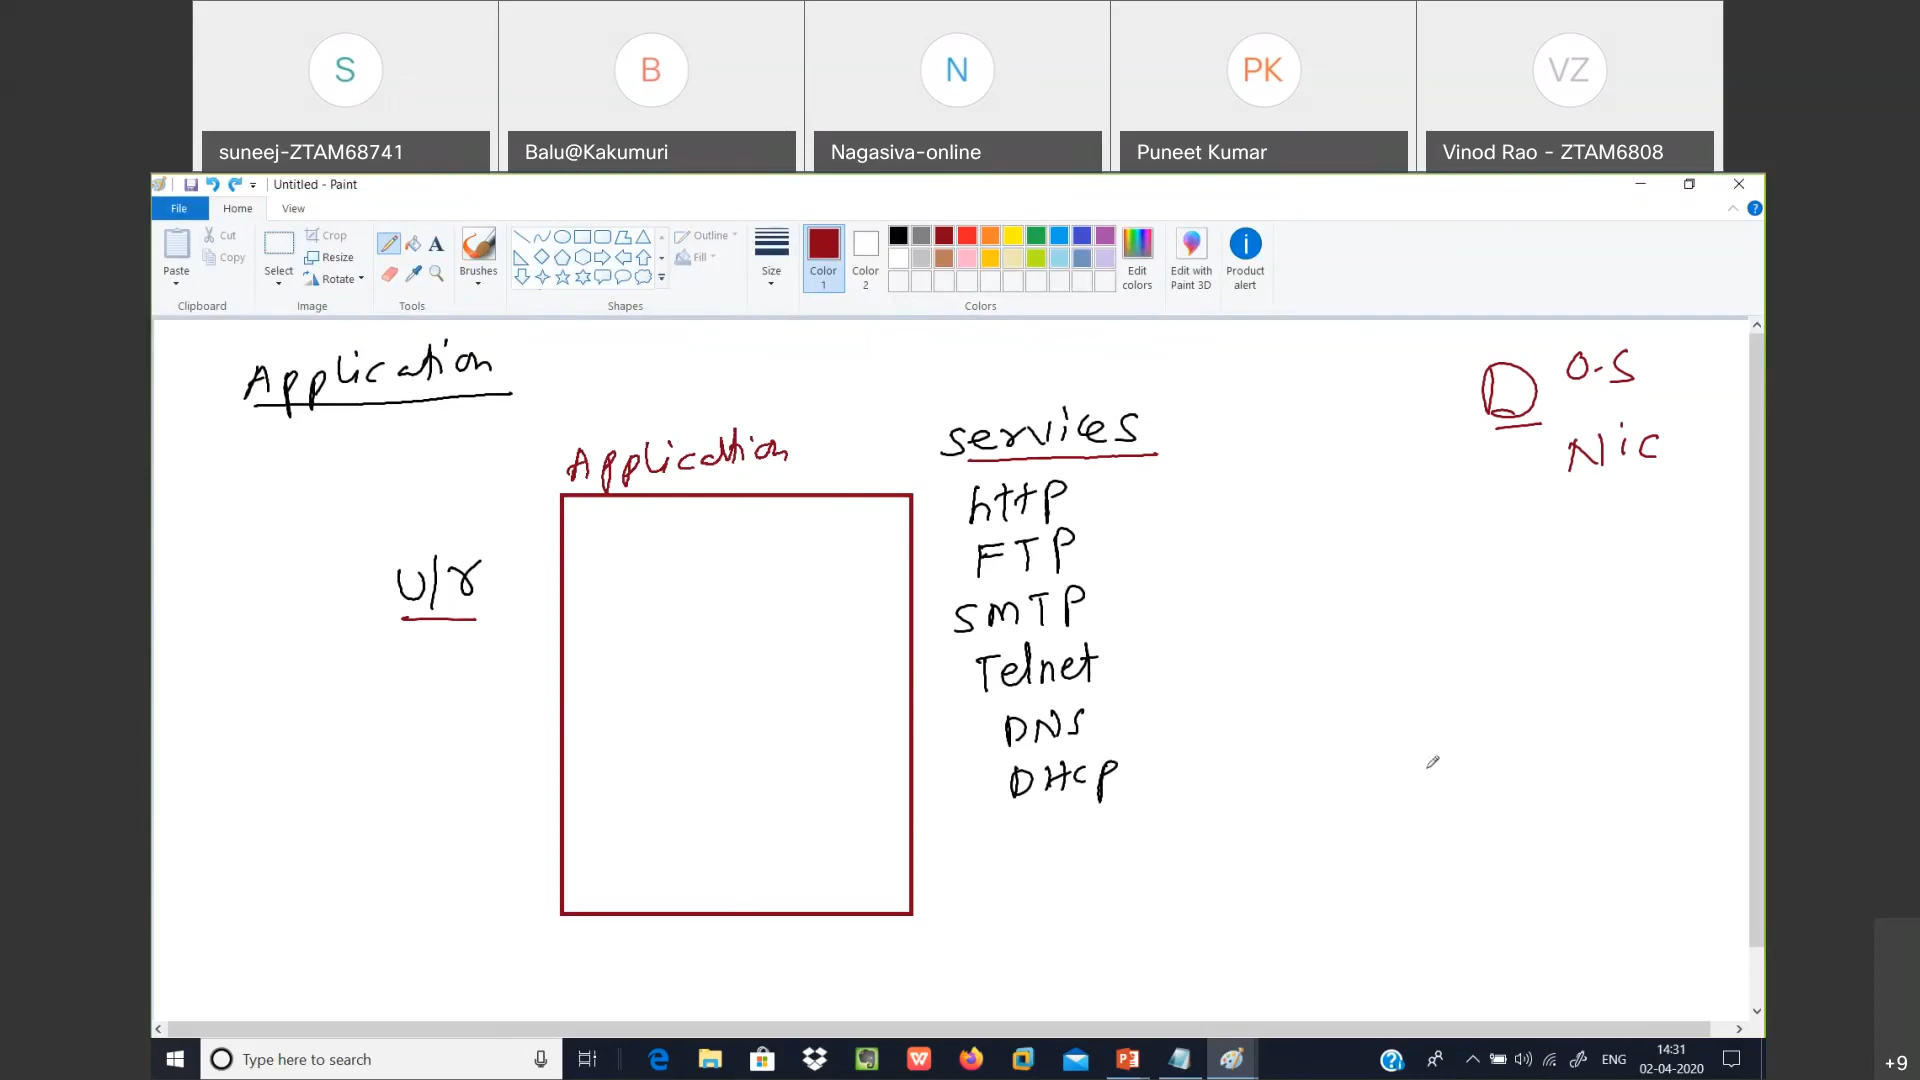 S B N PK VZ
suneej-ZTAM68741 Balu@Kakumuri Nagasiva-online Puneet Kumar Vinod Rao - ZTAM6808
Untitled - Paint
File Home View
Paste Cut Copy Select Crop Resize Rotate A Brushes Outline Fill Size Color 1 Color 2 Edit colors Edit with Paint 3D Product alert
Clipboard Image Tools Shapes Colors
Application
O-S
Nic
Application
Services
http
FTP
U/r
SMTP
Telnet
DNS
DHCP
Type here to search
ENG
14:31
02-04-2020
+9